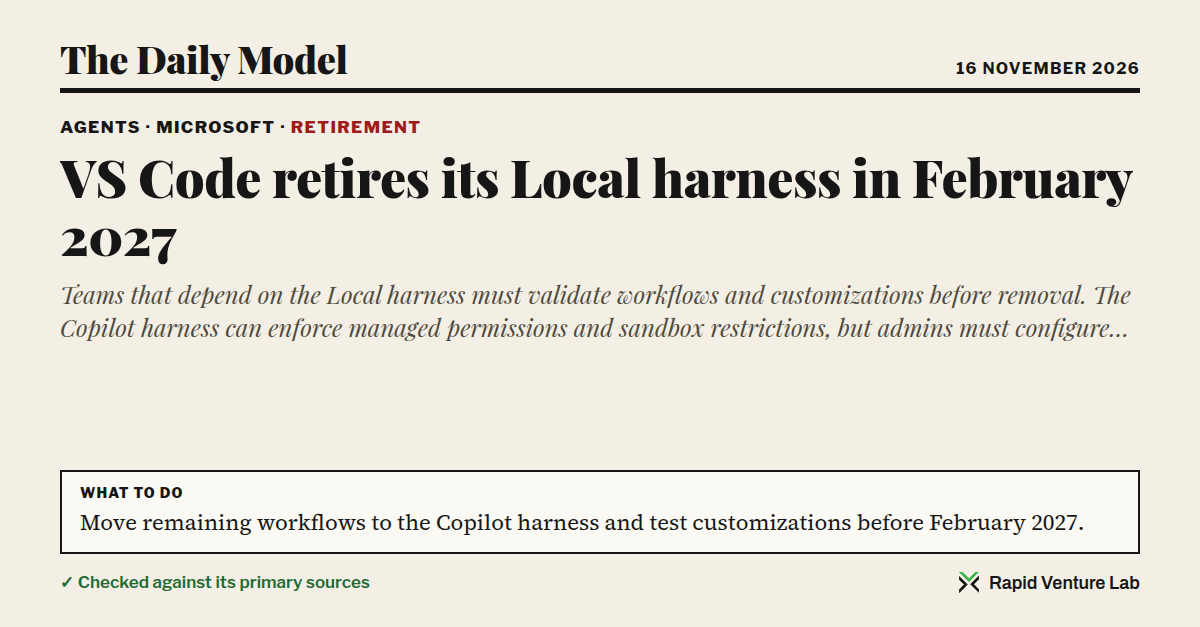 The Daily Model
16 NOVEMBER 2026
AGENTS · MICROSOFT · RETIREMENT
VS Code retires its Local harness in February
2027
Teams that depend on the Local harness must validate workflows and customizations before removal. The
Copilot harness can enforce managed permissions and sandbox restrictions, but admins must configure…
WHAT TO DO
Move remaining workflows to the Copilot harness and test customizations before February 2027.
✓ Checked against its primary sources
Rapid Venture Lab